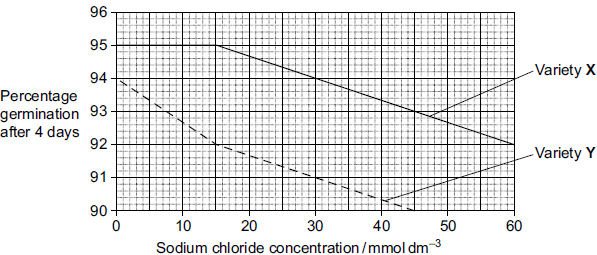 96
95
94
93
92
91
90
Percentage
germination
after 4 days
Variety X
Variety Y
0 10 20 30 40 50 60
Sodium chloride concentration / mmol dm⁻³